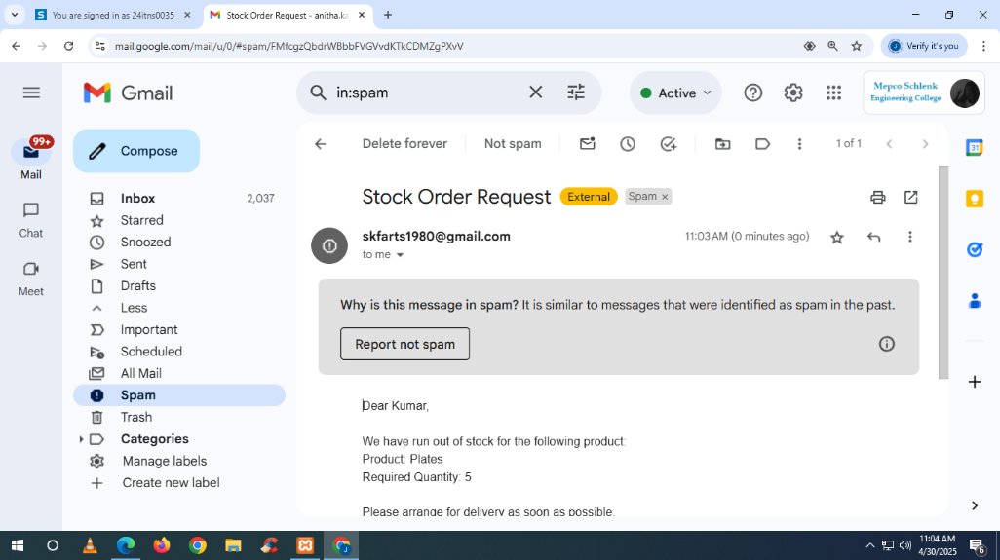 You are signed in as 24itns0035
Stock Order Request - anitha.ka
mail.google.com/mail/u/0/#spam/FMfcgzQbdrWBbbFVGVvdKTkCDMZgPXvV
Verify it's you
Gmail
in:spam
Active
Mepco Schlenk
Engineering College
99+
Mail
Chat
Meet
Compose
Inbox 2,037
Starred
Snoozed
Sent
Drafts
Less
Important
Scheduled
All Mail
Spam
Trash
Categories
Manage labels
Create new label
Delete forever Not spam 1 of 1
Stock Order Request External Spam ×
skfarts1980@gmail.com 11:03 AM (0 minutes ago)
to me
Why is this message in spam? It is similar to messages that were identified as spam in the past.
Report not spam
Dear Kumar,
We have run out of stock for the following product:
Product: Plates
Required Quantity: 5
Please arrange for delivery as soon as possible.
31
11:04 AM
4/30/2025
6